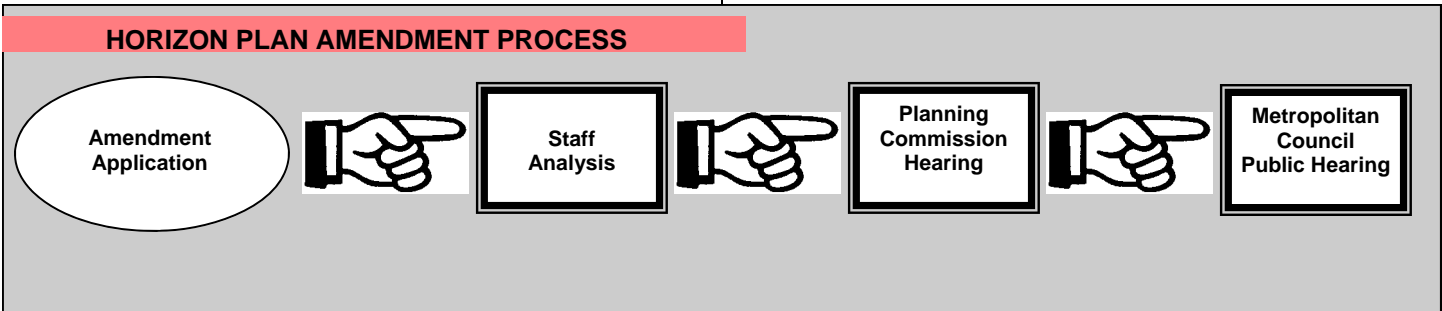 HORIZON PLAN AMENDMENT PROCESS
Amendment
Application
Staff
Analysis
Planning
Commission
Hearing
Metropolitan
Council
Public Hearing